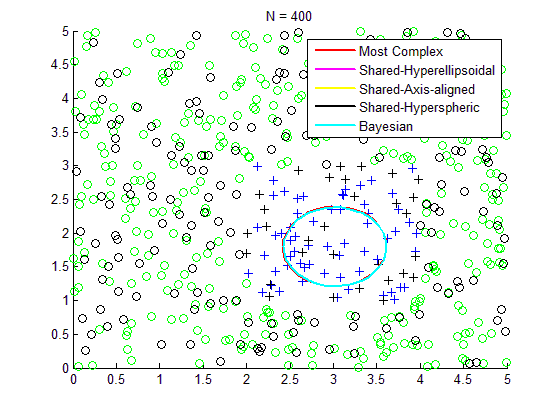 N = 400
Most Complex
Shared-Hyperellipsoidal
Shared-Axis-aligned
Shared-Hyperspheric
Bayesian
5
4.5
4
3.5
3
2.5
2
1.5
1
0.5
0
0 0.5 1 1.5 2 2.5 3 3.5 4 4.5 5